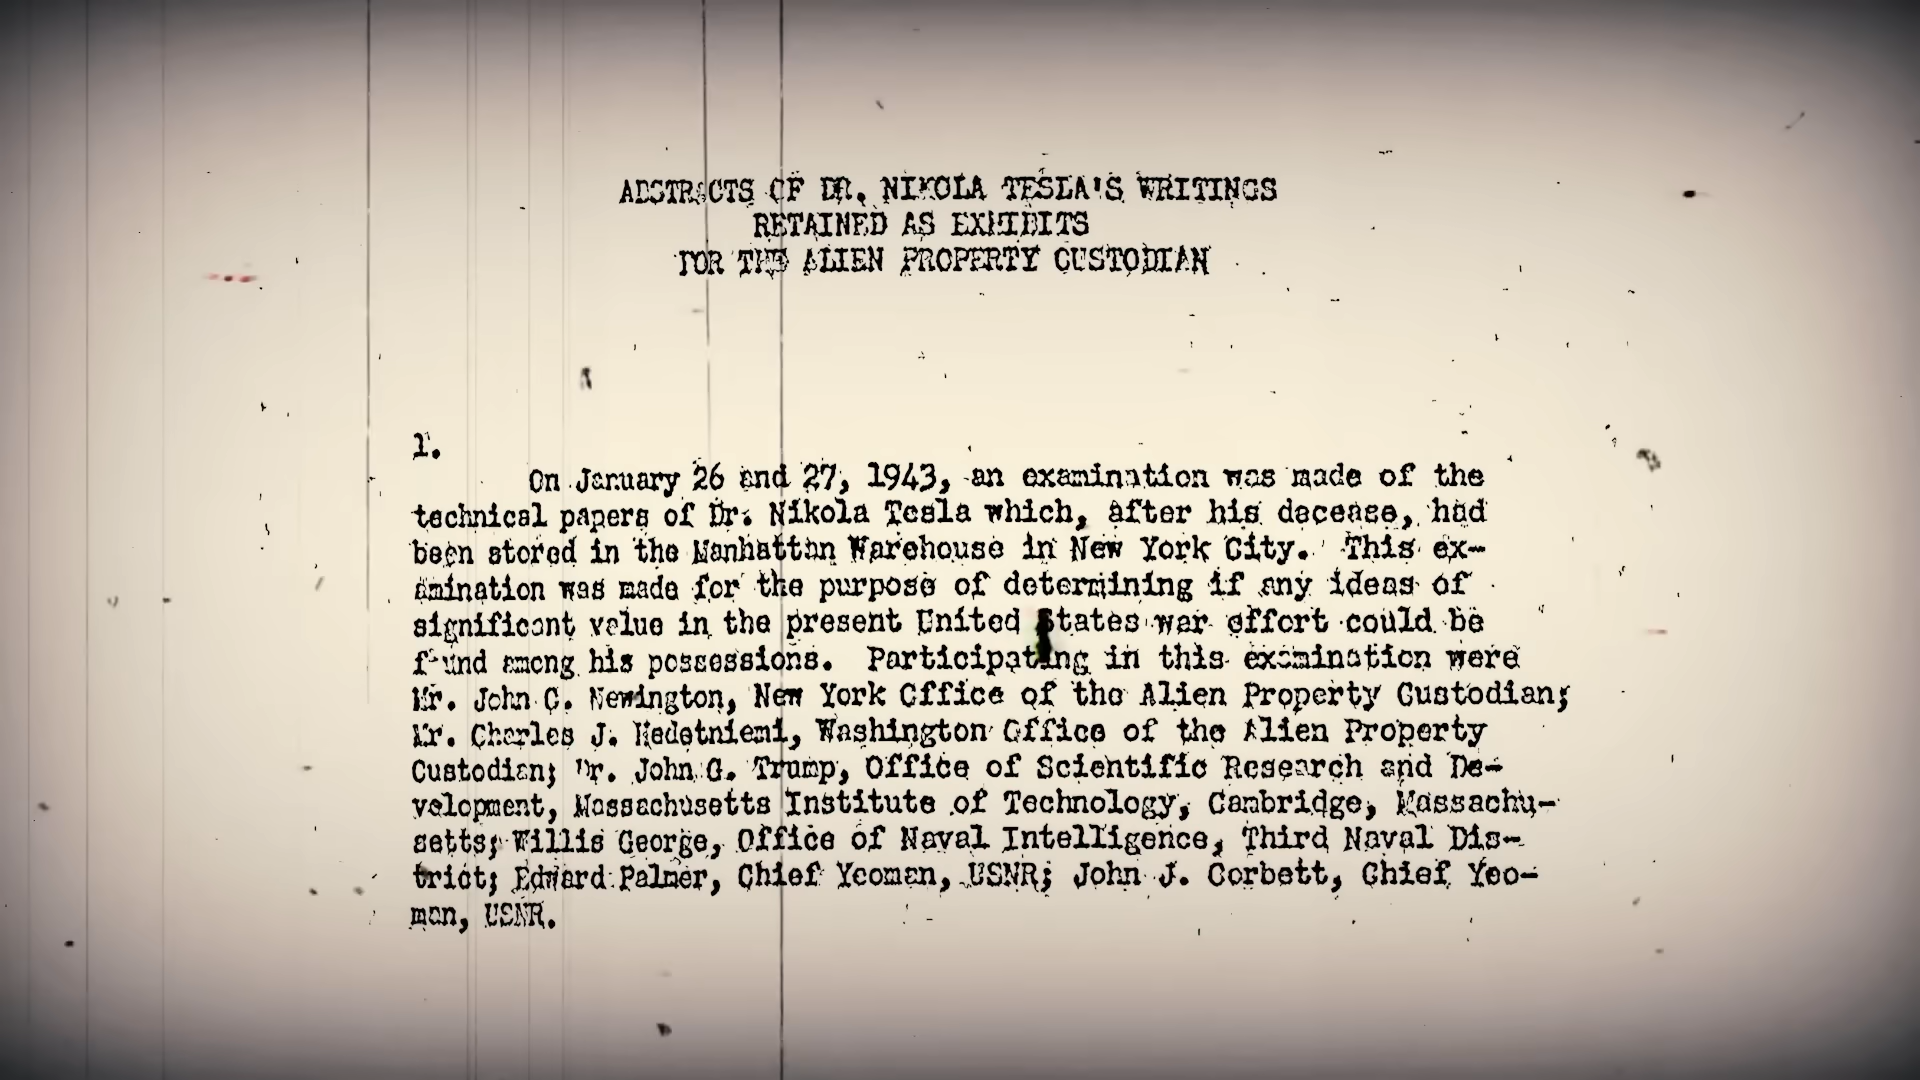 ABSTRACTS OF DR. NIKOLA TESLA'S WRITINGS
RETAINED AS EXHIBITS
FOR THE ALIEN PROPERTY CUSTODIAN
1.
On January 26 and 27, 1943, an examination was made of the
technical papers of Dr. Nikola Tesla which, after his decease, had
been stored in the Manhattan Warehouse in New York City. This ex-
amination was made for the purpose of determining if any ideas of
significant value in the present United States war effort could be
found among his possessions. Participating in this examination were
Mr. John C. Newington, New York Office of the Alien Property Custodian;
Mr. Charles J. Hedetniemi, Washington Office of the Alien Property
Custodian; Dr. John G. Trump, Office of Scientific Research and De-
velopment, Massachusetts Institute of Technology, Cambridge, Massachu-
setts; Willis George, Office of Naval Intelligence, Third Naval Dis-
trict; Edward Palmer, Chief Yeoman, USNR; John J. Corbett, Chief Yeo-
man, USNR.